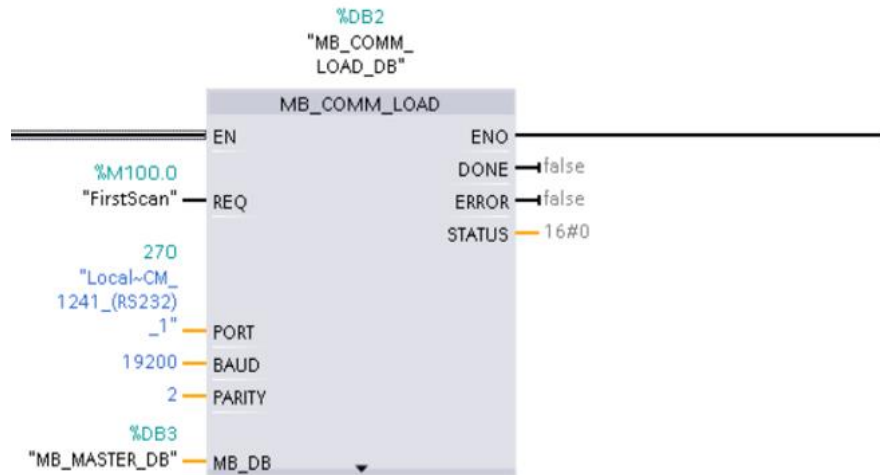 %DB2
"MB_COMM_
LOAD_DB"
MB_COMM_LOAD
EN
ENO
DONE
false
%M100.0
"FirstScan"
REQ
ERROR
false
STATUS
16#0
270
"Local~CM_
1241_(RS232)
_1"
PORT
19200
BAUD
2
PARITY
%DB3
"MB_MASTER_DB"
MB_DB